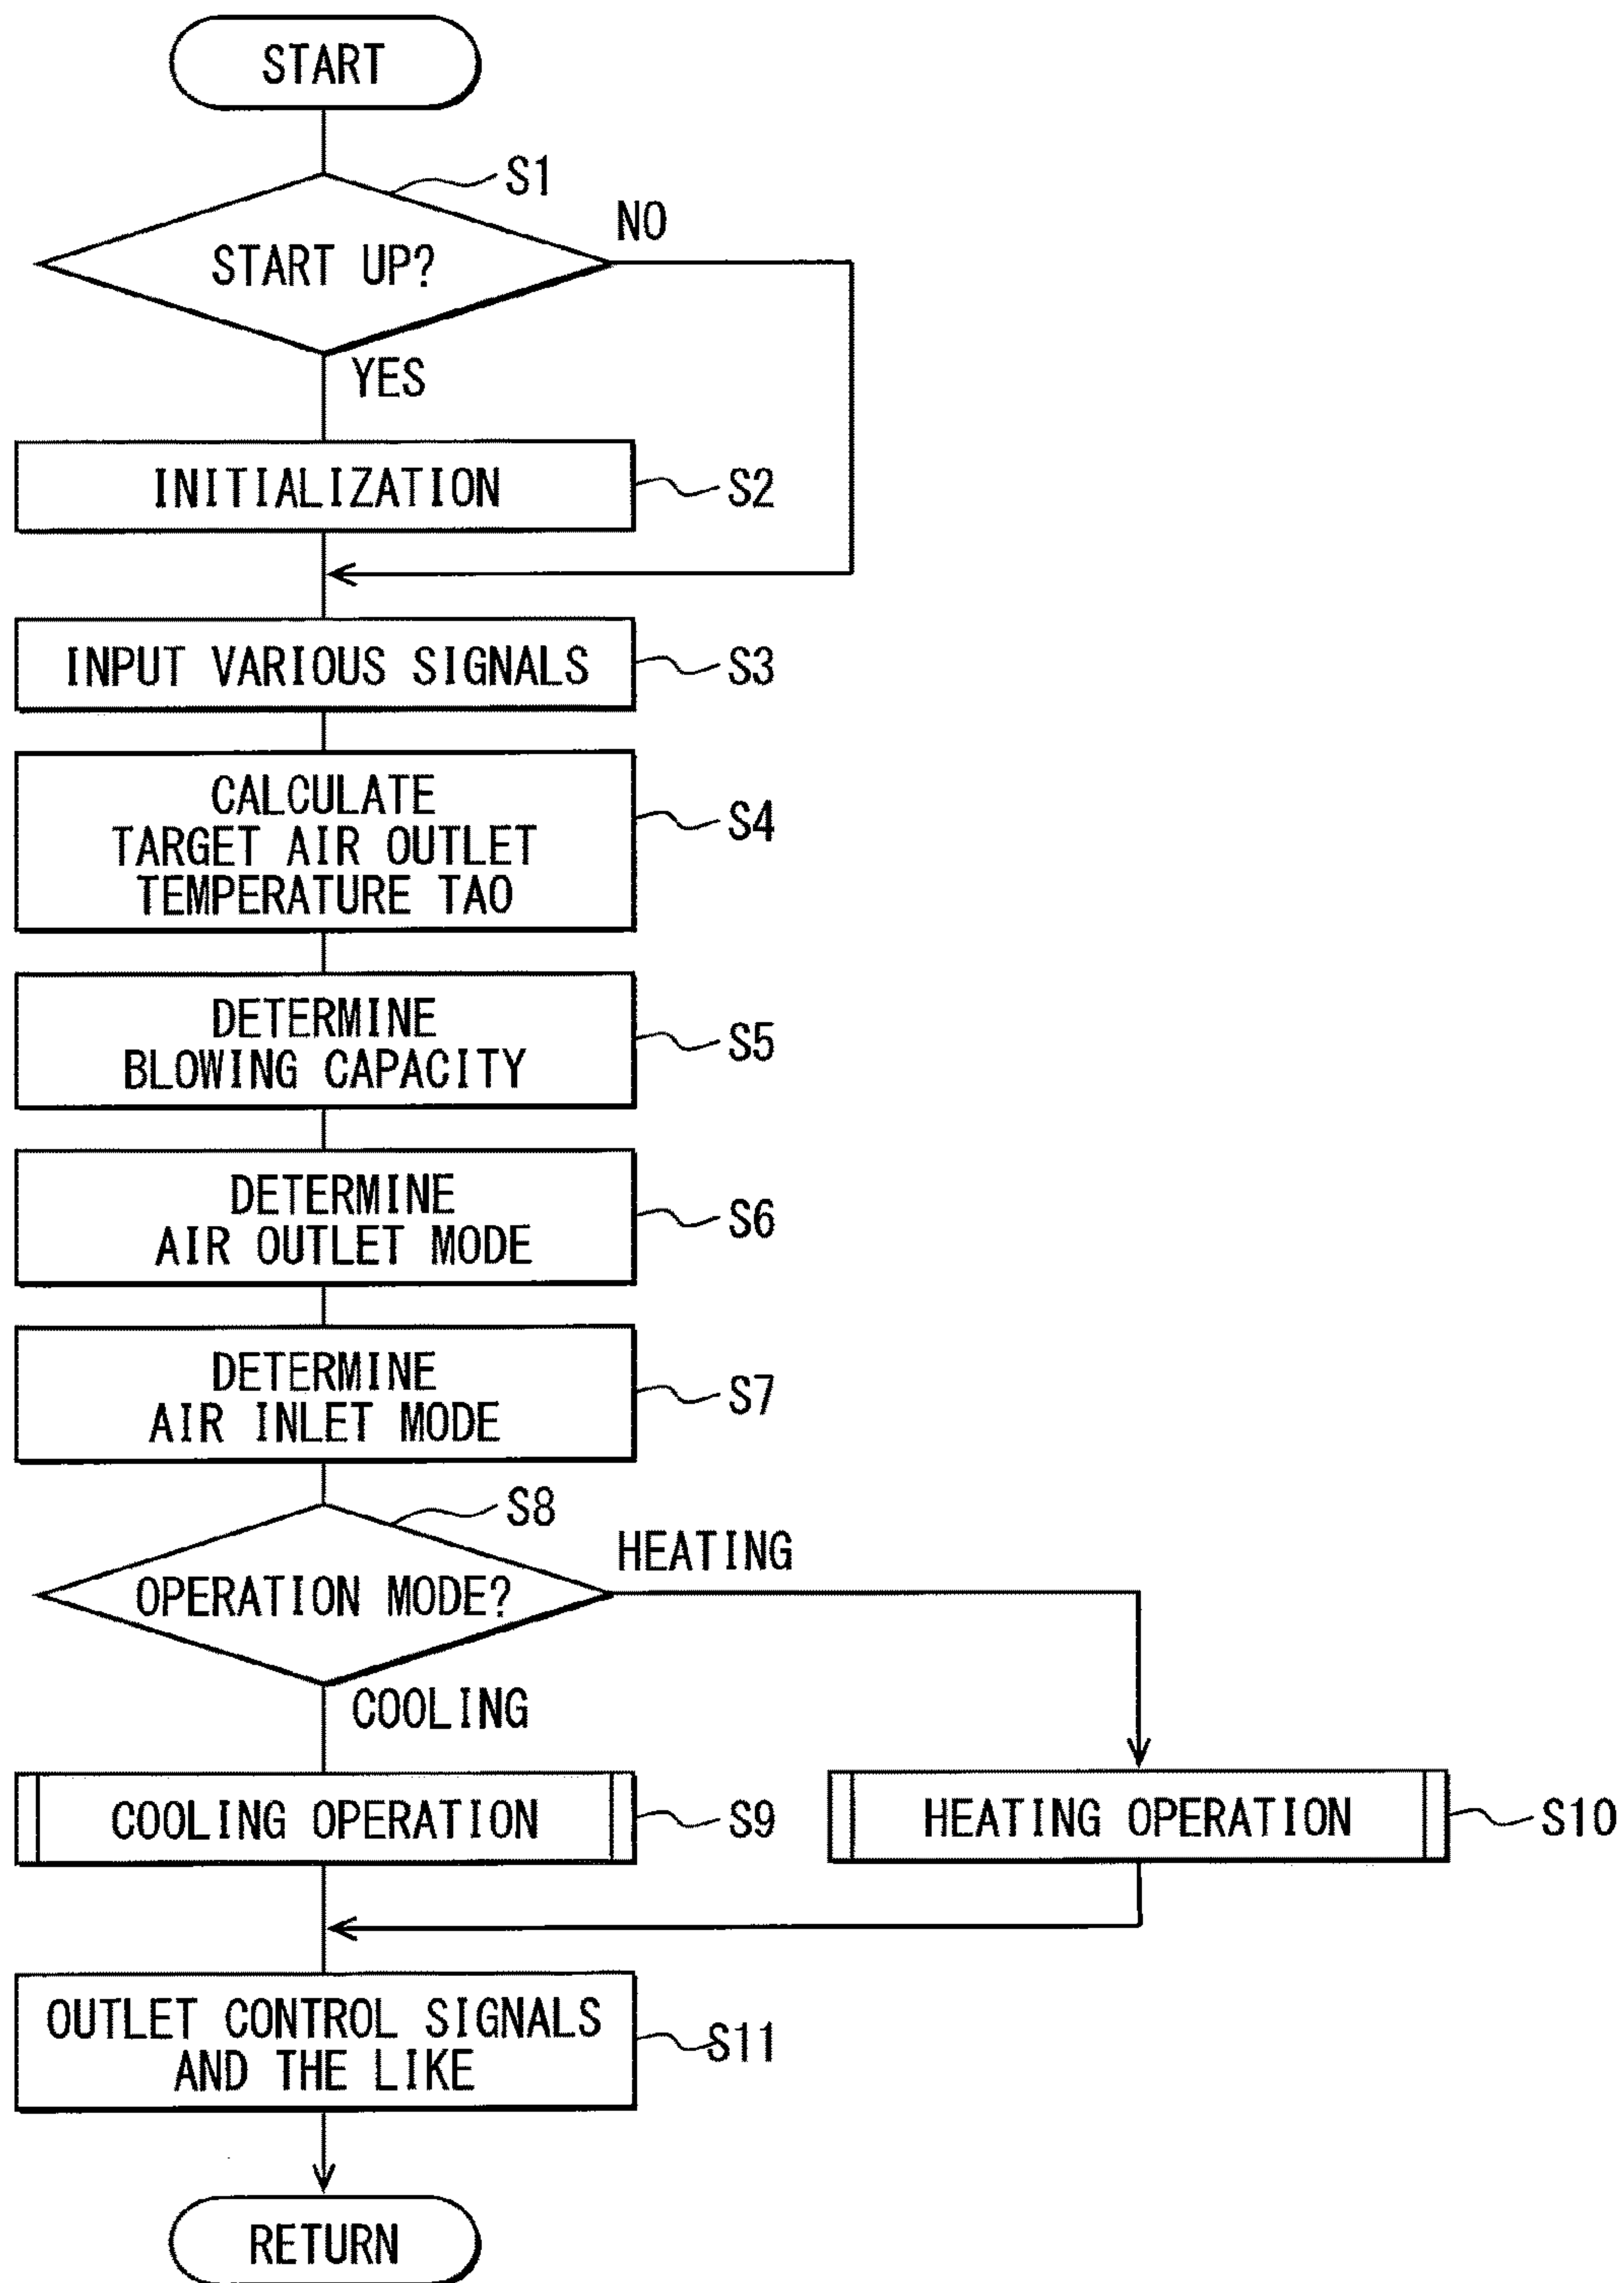 START
S1
NO
START UP?
YES
INITIALIZATION
S2
INPUT VARIOUS SIGNALS
S3
CALCULATE
TARGET AIR OUTLET
TEMPERATURE TAO
S4
DETERMINE
BLOWING CAPACITY
S5
DETERMINE
AIR OUTLET MODE
S6
DETERMINE
AIR INLET MODE
S7
S8
HEATING
OPERATION MODE?
COOLING
COOLING OPERATION
S9
HEATING OPERATION
S10
OUTLET CONTROL SIGNALS
AND THE LIKE
S11
RETURN